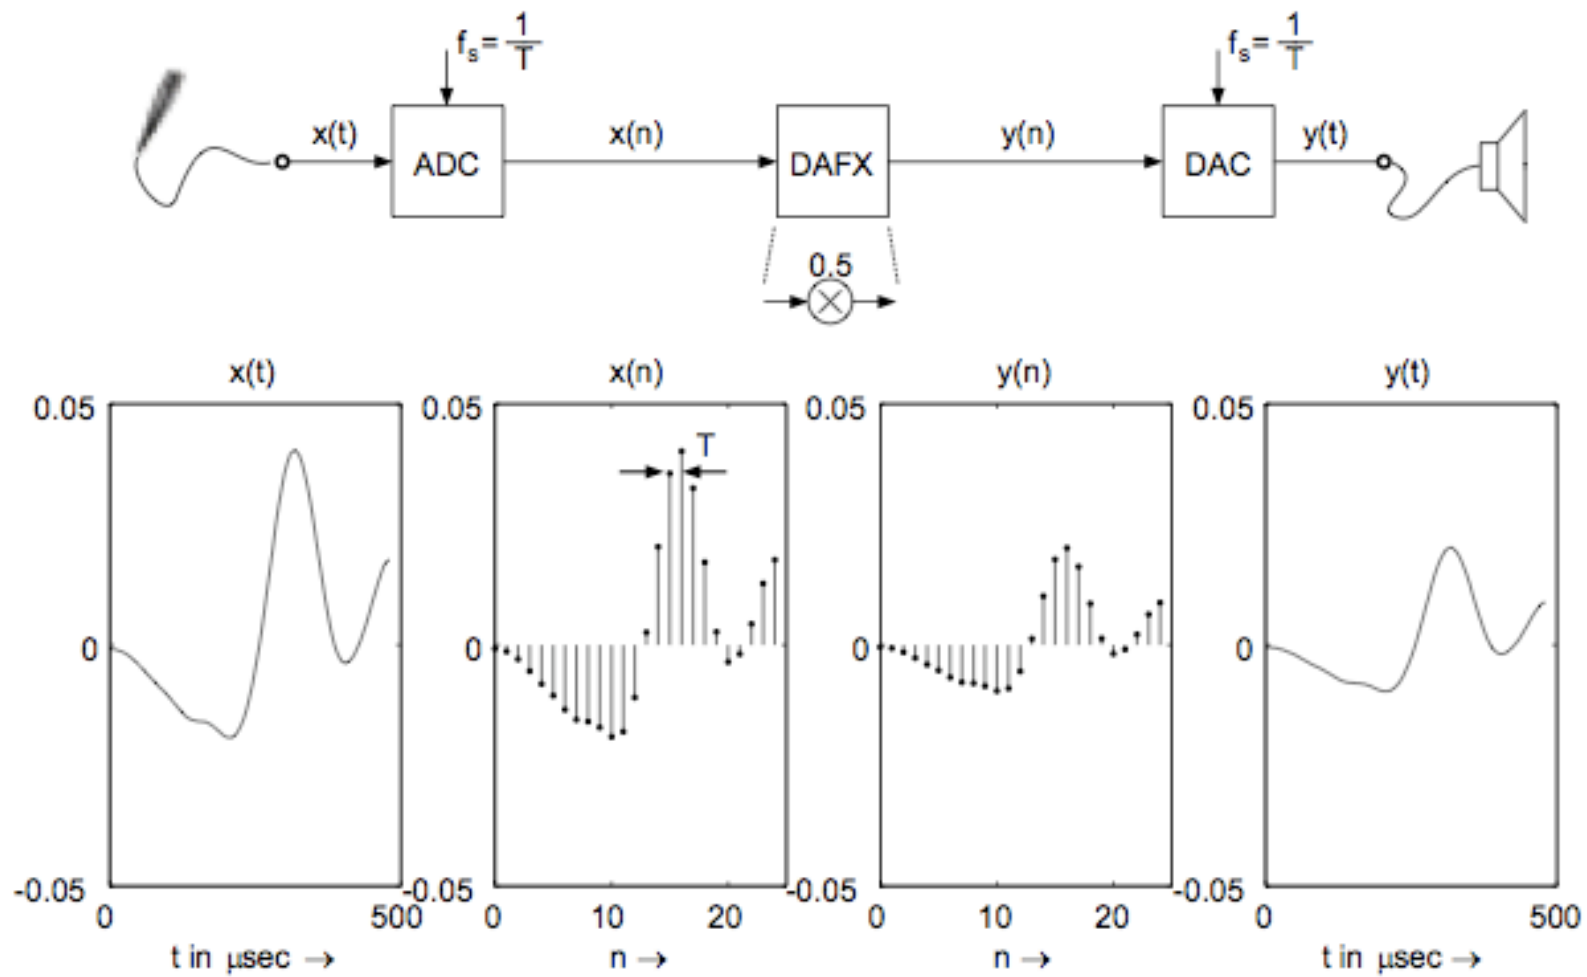 f_s = 1/T f_s = 1/T
x(t) x(n) y(n) y(t)
ADC DAFX DAC
0.5
x(t) x(n) y(n) y(t)
0.05 0.05 0.05 0.05
T
0 0 0 0
-0.05 -0.05 -0.05 -0.05
0 500 0 10 20 0 10 20 0 500
t in μsec → n → n → t in μsec →